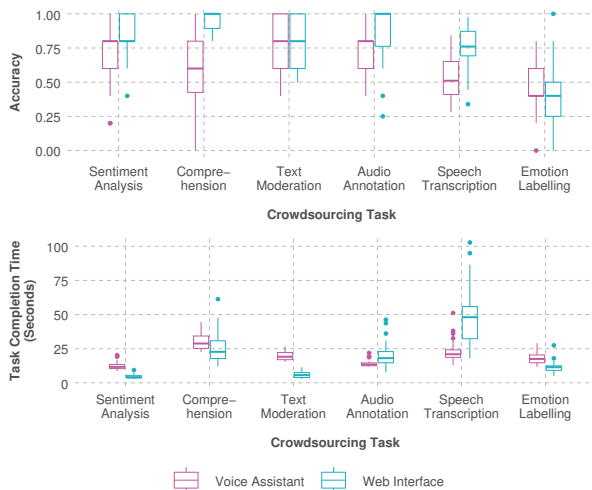 Accuracy
1.00
0.75
0.50
0.25
0.00
Sentiment Analysis
Compre–hension
Text Moderation
Audio Annotation
Speech Transcription
Emotion Labelling
Crowdsourcing Task
Task Completion Time (Seconds)
100
75
50
25
0
Sentiment Analysis
Compre–hension
Text Moderation
Audio Annotation
Speech Transcription
Emotion Labelling
Crowdsourcing Task
Voice Assistant
Web Interface